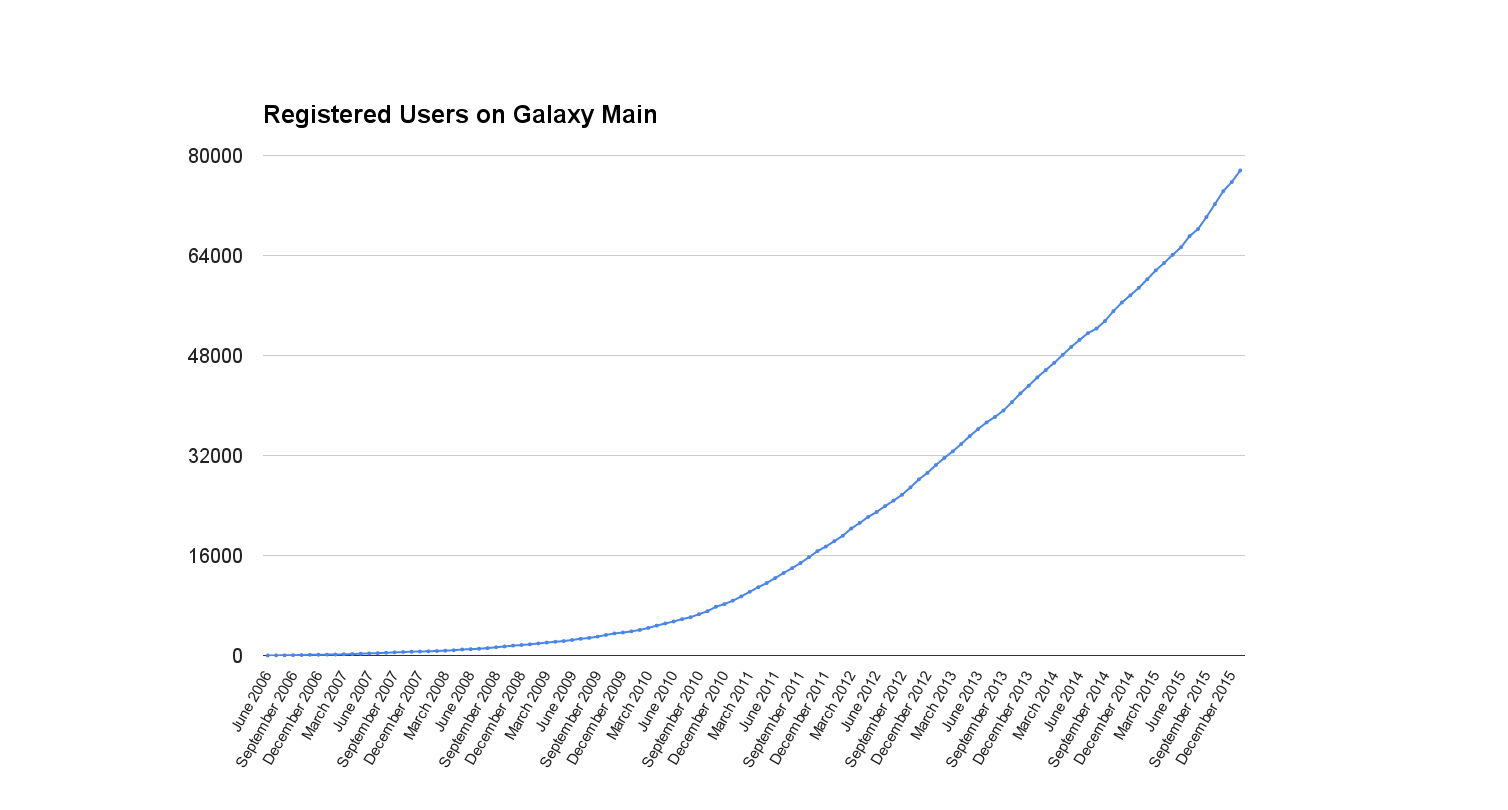 Registered Users on Galaxy Main
80000
64000
48000
32000
16000
0
June 2006
September 2006
December 2006
March 2007
June 2007
September 2007
December 2007
March 2008
June 2008
September 2008
December 2008
March 2009
June 2009
September 2009
December 2009
March 2010
June 2010
September 2010
December 2010
March 2011
June 2011
September 2011
December 2011
March 2012
June 2012
September 2012
December 2012
March 2013
June 2013
September 2013
December 2013
March 2014
June 2014
September 2014
December 2014
March 2015
June 2015
September 2015
December 2015